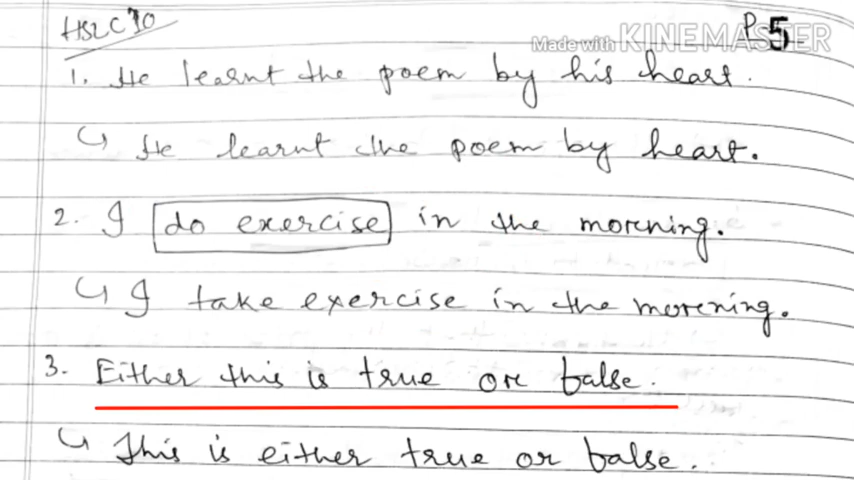 HSLC'10
P5
Made with KINEMASTER
1. He learnt the poem by his heart.
↳ He learnt the poem by heart.
2. I do exercise in the morning.
↳ I take exercise in the morning.
3. Either this is true or false.
↳ This is either true or false.